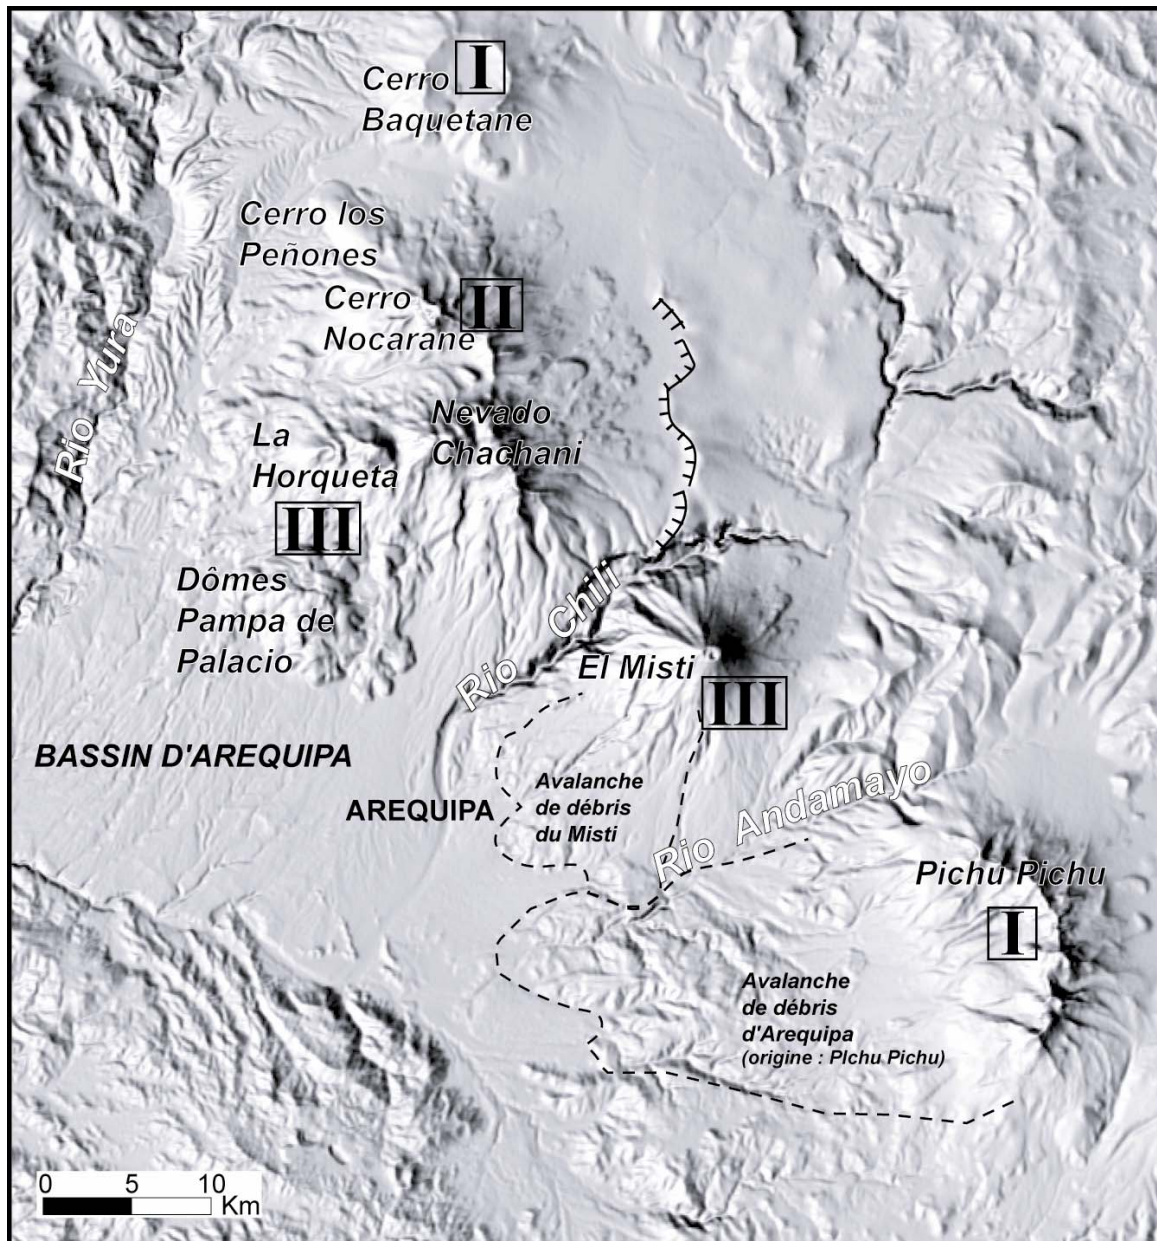 I
Cerro
Baquetane
Cerro los
Peñones
Cerro
Nocarane
II
Rio Yura
Nevado
Chachani
La
Horqueta
III
Dômes
Pampa de
Palacio
Rio Chili
El Misti
III
BASSIN D'AREQUIPA
AREQUIPA
Avalanche
de débris
du Misti
Rio Andamayo
Pichu Pichu
I
Avalanche
de débris
d'Arequipa
(origine : PIchu Pichu)
0 5 10
Km